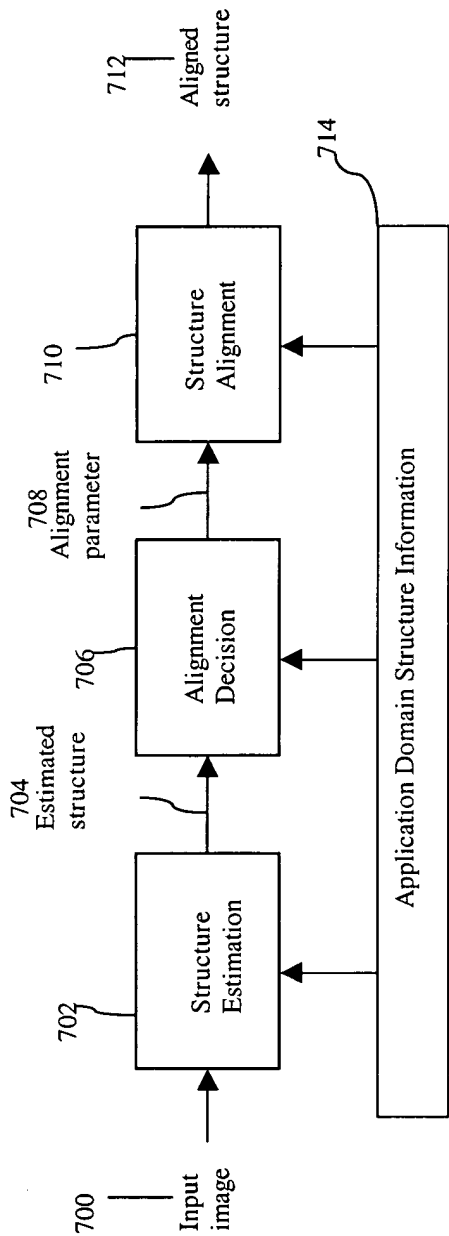 700
Input
image
702
Structure
Estimation
704
Estimated
structure
706
Alignment
Decision
708
Alignment
parameter
710
Structure
Alignment
712
Aligned
structure
714
Application Domain Structure Information